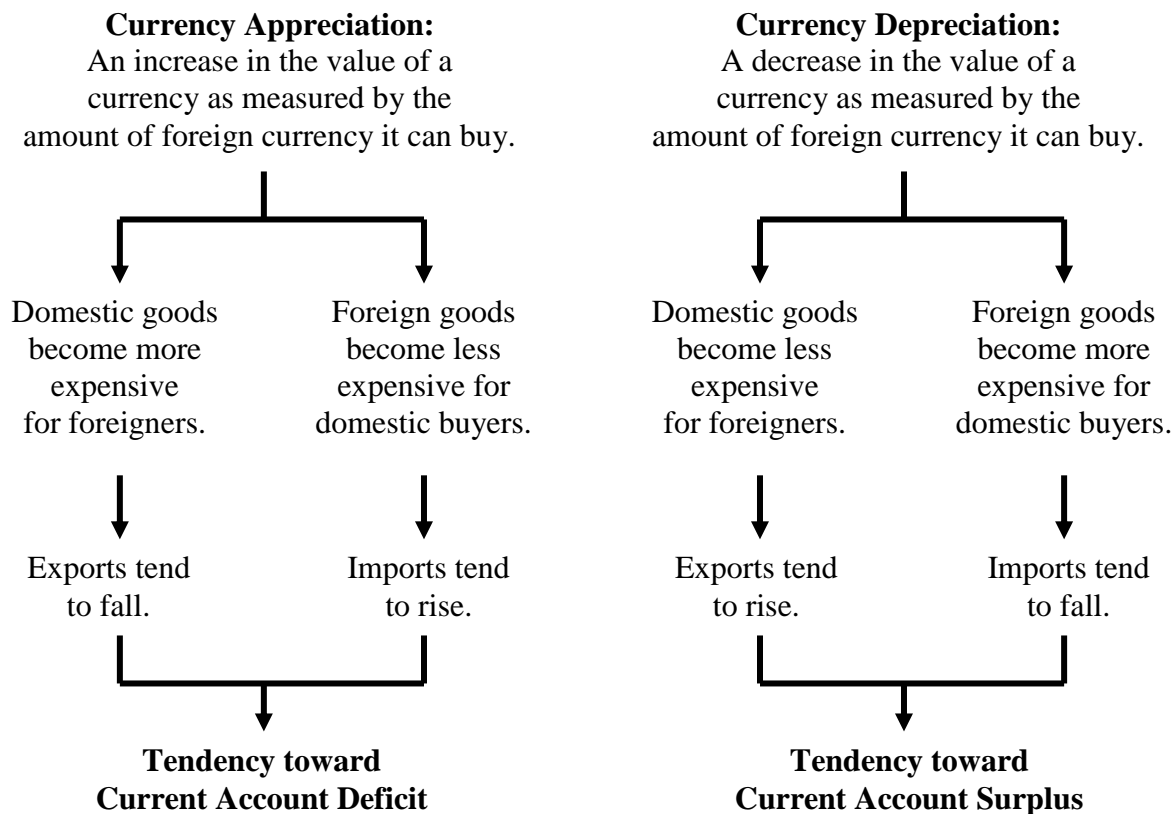 Currency Appreciation:
An increase in the value of a
currency as measured by the
amount of foreign currency it can buy.
Domestic goods
become more
expensive
for foreigners.
Foreign goods
become less
expensive for
domestic buyers.
Exports tend
to fall.
Imports tend
to rise.
Tendency toward
Current Account Deficit
Currency Depreciation:
A decrease in the value of a
currency as measured by the
amount of foreign currency it can buy.
Domestic goods
become less
expensive
for foreigners.
Foreign goods
become more
expensive for
domestic buyers.
Exports tend
to rise.
Imports tend
to fall.
Tendency toward
Current Account Surplus